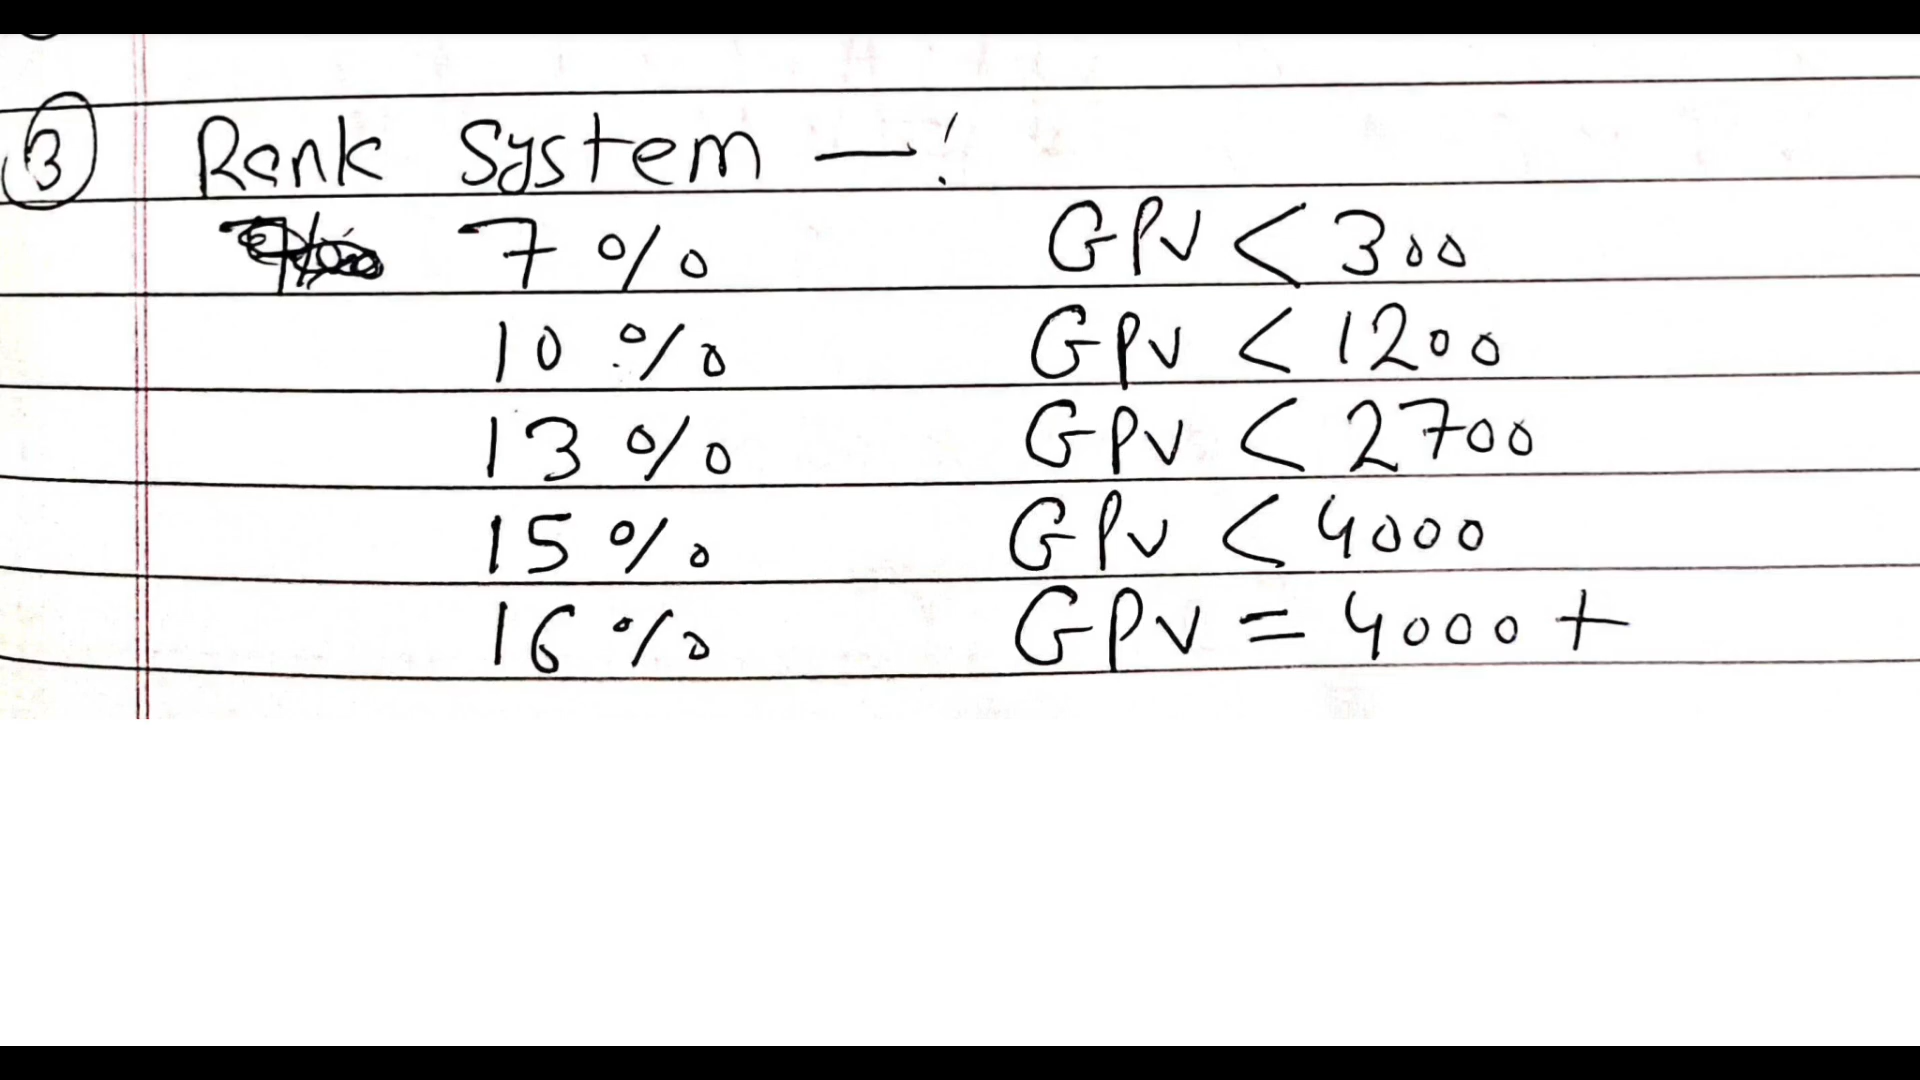 3 Rank System —!
7% GPV < 300
10% GPV < 1200
13% GPV < 2700
15% GPV < 4000
16% GPV = 4000 +